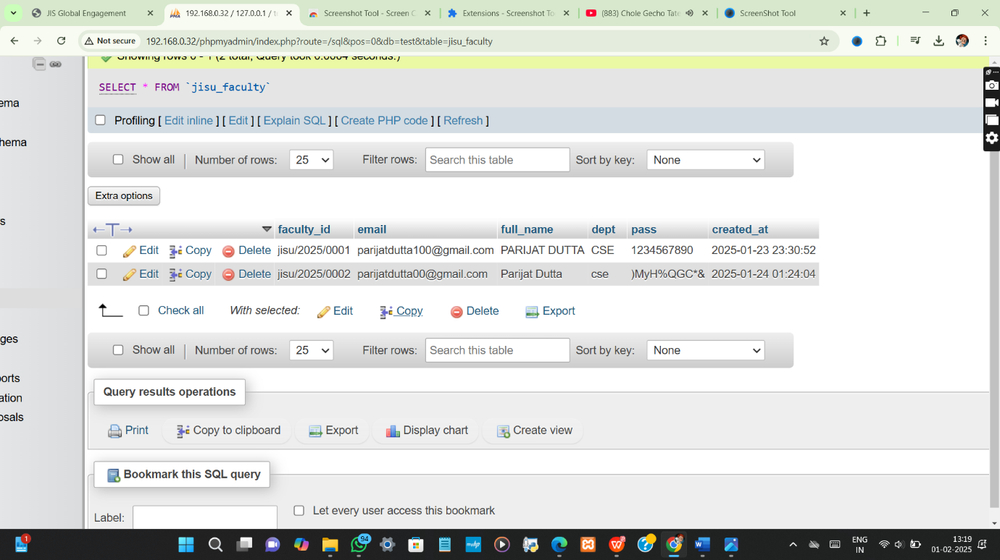 JIS Global Engagement
192.168.0.32 / 127.0.0.1 / te
Screenshot Tool - Screen C
Extensions - Screenshot To
(883) Chole Gecho Tate
ScreenShot Tool
Not secure
192.168.0.32/phpmyadmin/index.php?route=/sql&pos=0&db=test&table=jisu_faculty
Showing rows 0 - 1 (2 total, Query took 0.0004 seconds.)
SELECT * FROM `jisu_faculty`
Profiling [ Edit inline ] [ Edit ] [ Explain SQL ] [ Create PHP code ] [ Refresh ]
Show all | Number of rows: 25 Filter rows: Search this table Sort by key: None
Extra options
faculty_id email full_name dept pass created_at
Edit Copy Delete jisu/2025/0001 parijatdutta100@gmail.com PARIJAT DUTTA CSE 1234567890 2025-01-23 23:30:52
Edit Copy Delete jisu/2025/0002 parijatdutta00@gmail.com Parijat Dutta cse )MyH%QGC*& 2025-01-24 01:24:04
Check all With selected: Edit Copy Delete Export
Show all | Number of rows: 25 Filter rows: Search this table Sort by key: None
Query results operations
Print Copy to clipboard Export Display chart Create view
Bookmark this SQL query
Label:
Let every user access this bookmark
ema
hema
s
ges
orts
ation
osals
1
94
myhp
ENG
IN
13:19
01-02-2025